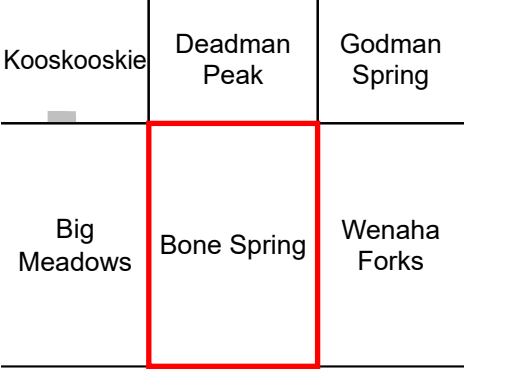 Kooskooskie
Deadman
Peak
Godman
Spring
Big
Meadows
Bone Spring
Wenaha
Forks